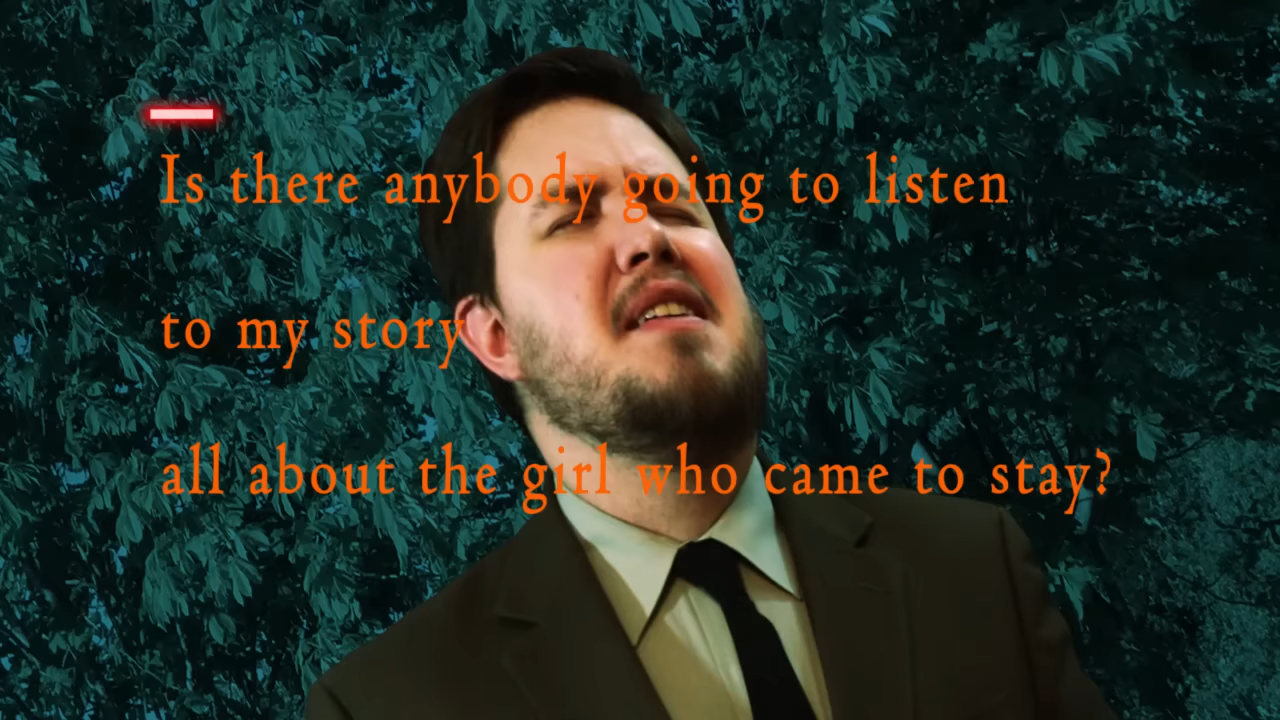 Is there anybody going to listen
to my story
all about the girl who came to stay?